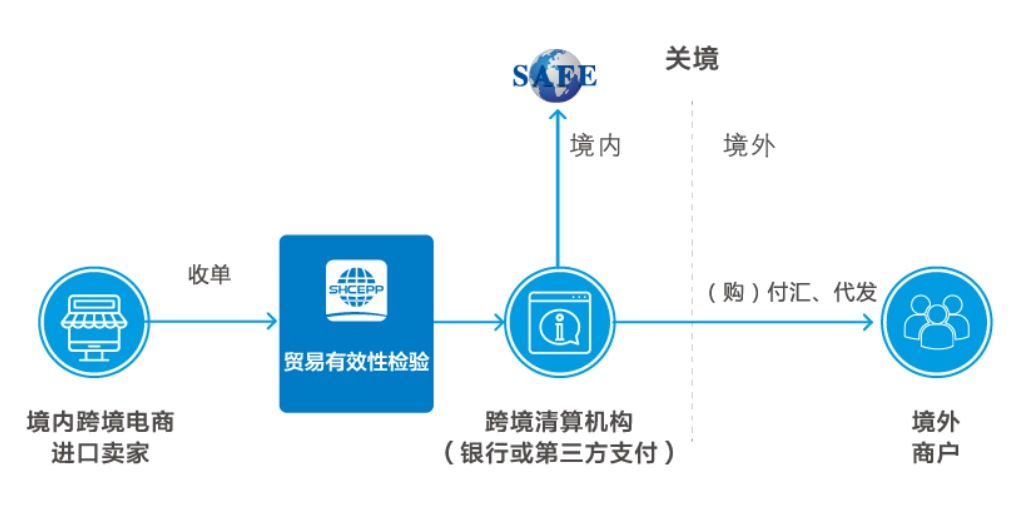 SAFE
关境
境内
境外
收单
SHCEPP
贸易有效性检验
（购）付汇、代发
境内跨境电商
进口卖家
跨境清算机构
（银行或第三方支付）
境外
商户